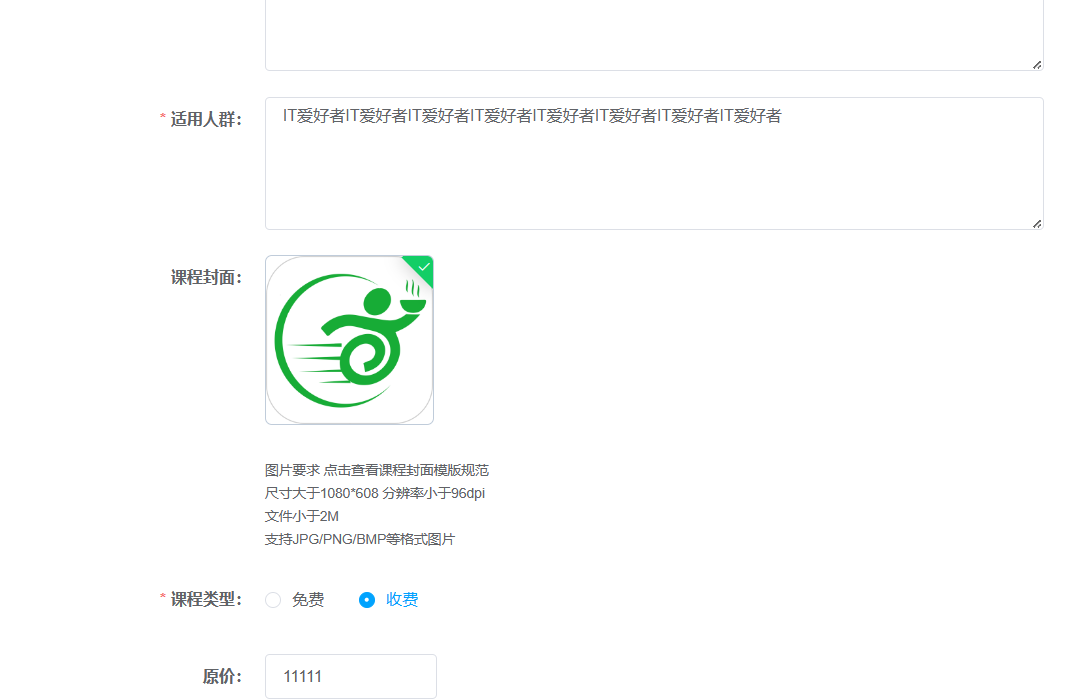 * 适用人群:
IT爱好者IT爱好者IT爱好者IT爱好者IT爱好者IT爱好者IT爱好者IT爱好者
课程封面:
图片要求 点击查看课程封面模版规范
尺寸大于1080*608 分辨率小于96dpi
文件小于2M
支持JPG/PNG/BMP等格式图片
* 课程类型: 免费 收费
原价: 11111